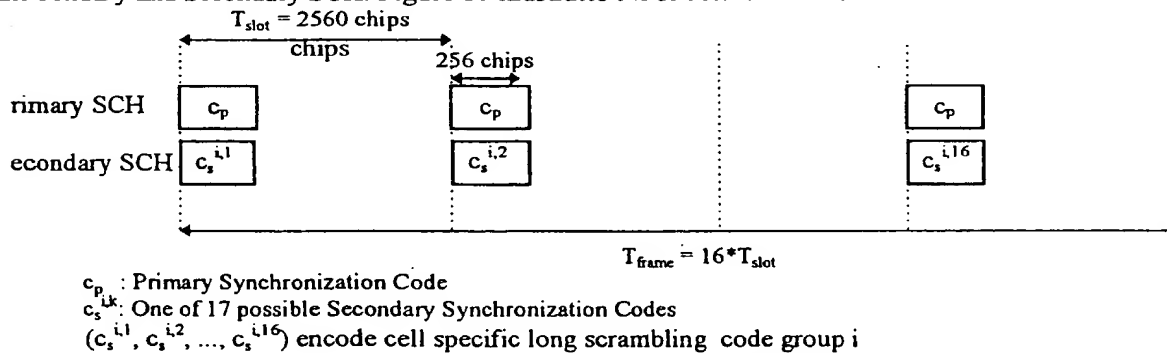 T_slot = 2560 chips
chips
256 chips
rimary SCH c_p c_p c_p
econdary SCH c_s^i,1 c_s^i,2 c_s^i,16
T_frame = 16*T_slot
c_p : Primary Synchronization Code
c_s^i,k: One of 17 possible Secondary Synchronization Codes
(c_s^i,1, c_s^i,2, ..., c_s^i,16) encode cell specific long scrambling code group i